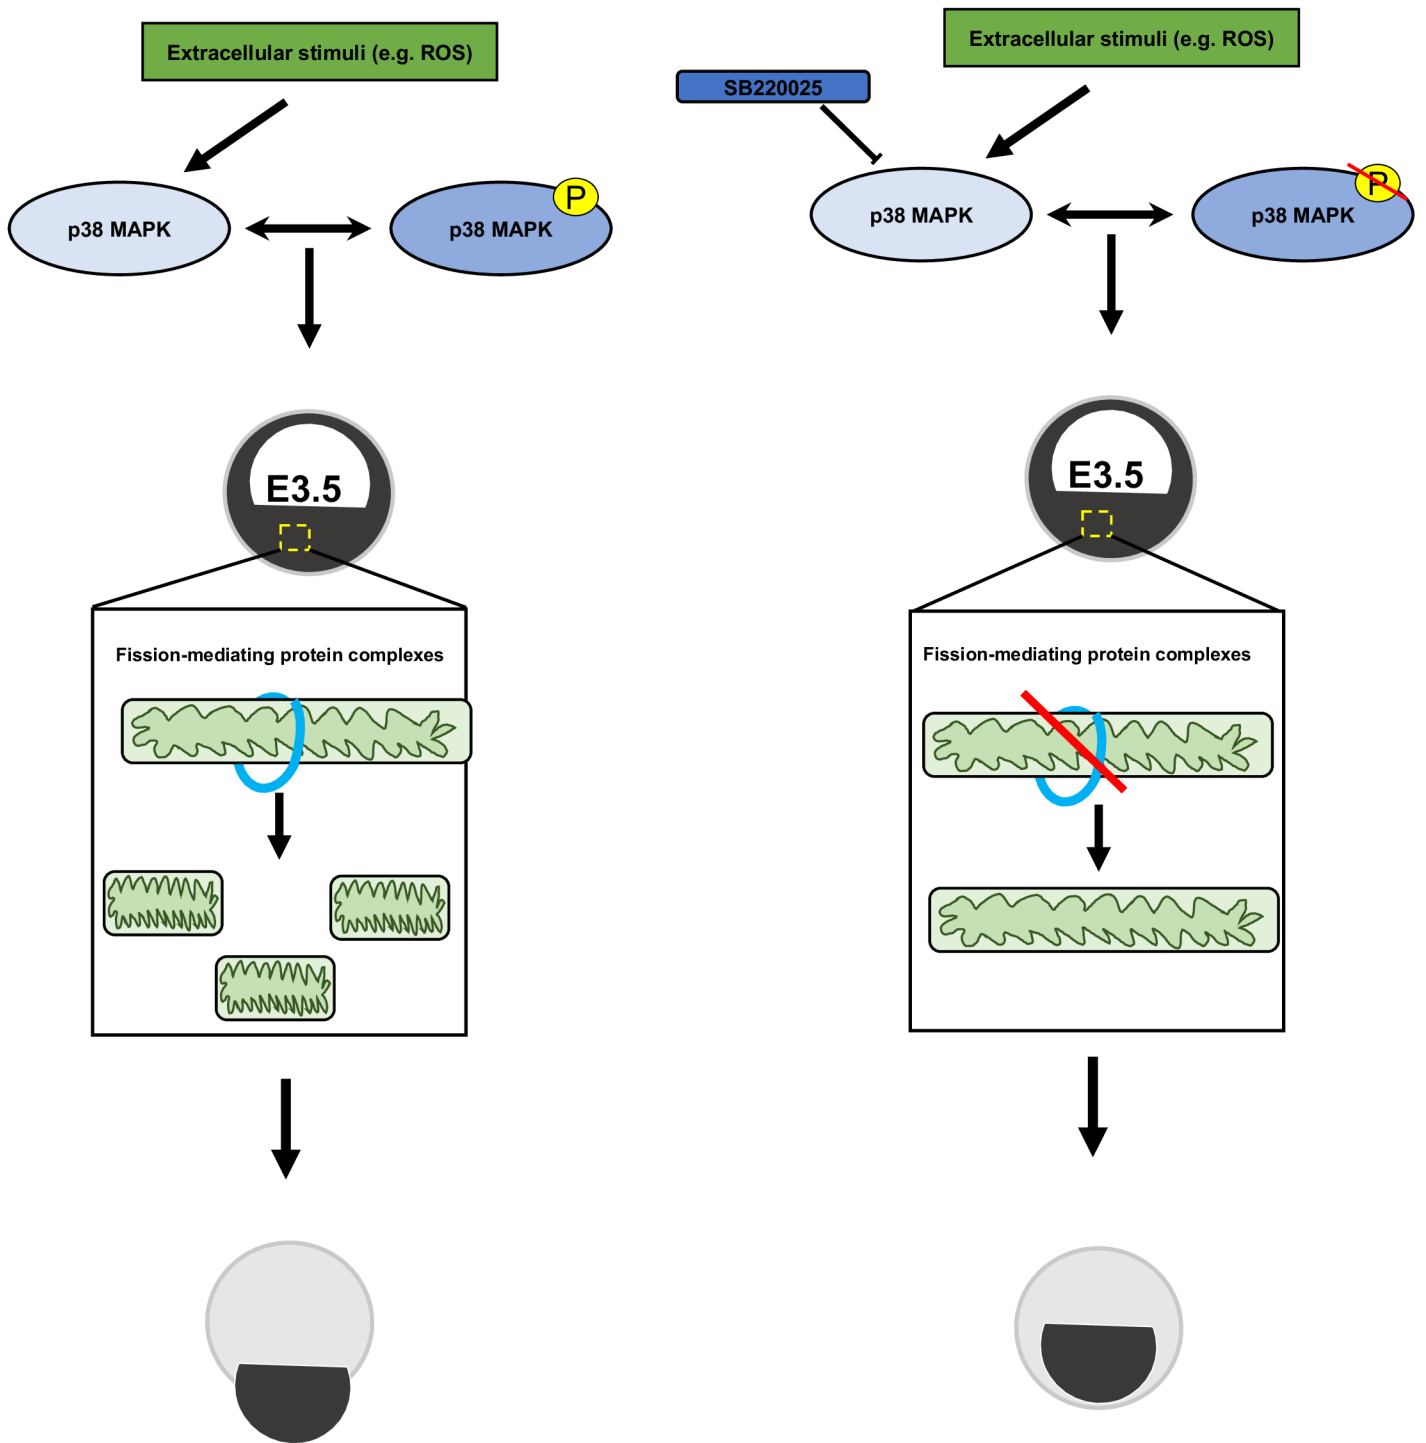 Extracellular stimuli (e.g. ROS)
p38 MAPK
p38 MAPK
P
E3.5
Fission-mediating protein complexes
Extracellular stimuli (e.g. ROS)
SB220025
p38 MAPK
p38 MAPK
P
E3.5
Fission-mediating protein complexes